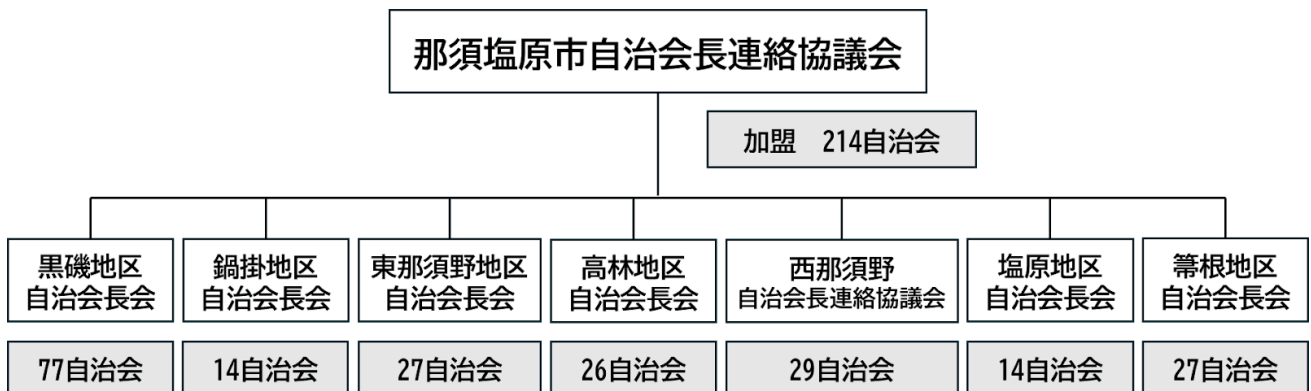 那須塩原市自治会長連絡協議会
加盟　214自治会
黒磯地区
自治会長会
鍋掛地区
自治会長会
東那須野地区
自治会長会
高林地区
自治会長会
西那須野
自治会長連絡協議会
塩原地区
自治会長会
箒根地区
自治会長会
77自治会
14自治会
27自治会
26自治会
29自治会
14自治会
27自治会